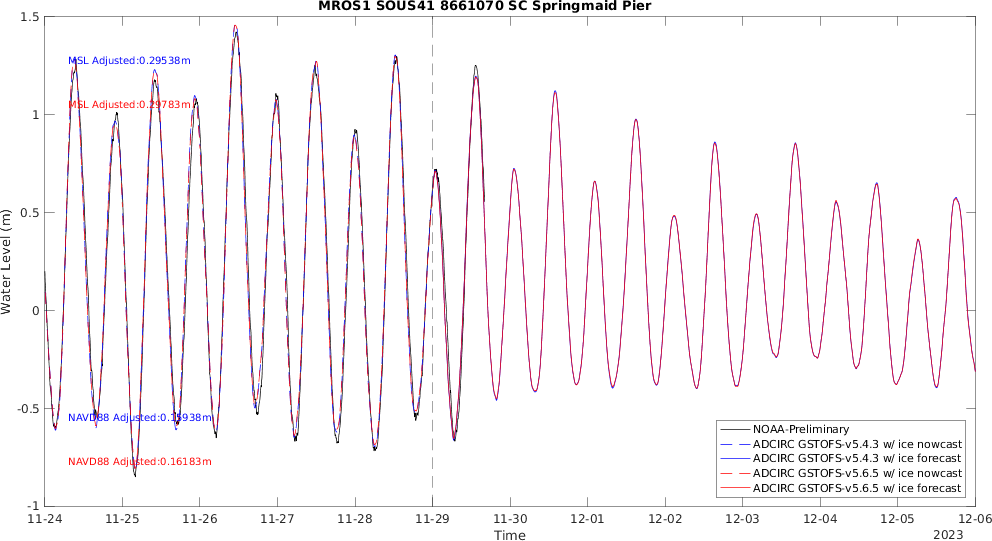 MROS1 SOUS41 8661070 SC Springmaid Pier
Water Level (m)
1.5
1
0.5
0
-0.5
-1
MSL Adjusted:0.29538m
MSL Adjusted:0.29783m
NAVD88 Adjusted:0.15938m
NAVD88 Adjusted:0.16183m
NOAA-Preliminary
ADCIRC GSTOFS-v5.4.3 w/ ice nowcast
ADCIRC GSTOFS-v5.4.3 w/ ice forecast
ADCIRC GSTOFS-v5.6.5 w/ ice nowcast
ADCIRC GSTOFS-v5.6.5 w/ ice forecast
11-24 11-25 11-26 11-27 11-28 11-29 11-30 12-01 12-02 12-03 12-04 12-05 12-06
Time
2023